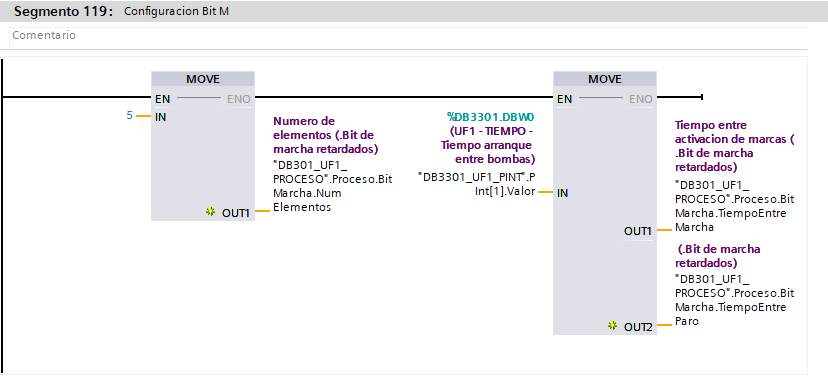 Segmento 119: Configuracion Bit M
Comentario
MOVE
EN
ENO
5
IN
OUT1
Numero de
elementos (.Bit de
marcha retardados)
"DB301_UF1_
PROCESO".Proceso.Bit
Marcha.Num
Elementos
%DB3301.DBW0
(UF1 - TIEMPO -
Tiempo arranque
entre bombas)
"DB3301_UF1_PINT".P
Int[1].Valor
MOVE
EN
ENO
IN
OUT1
OUT2
Tiempo entre
activacion de marcas (
.Bit de marcha
retardados)
"DB301_UF1_
PROCESO".Proceso.Bit
Marcha.TiempoEntre
Marcha
(.Bit de marcha
retardados)
"DB301_UF1_
PROCESO".Proceso.Bit
Marcha.TiempoEntre
Paro